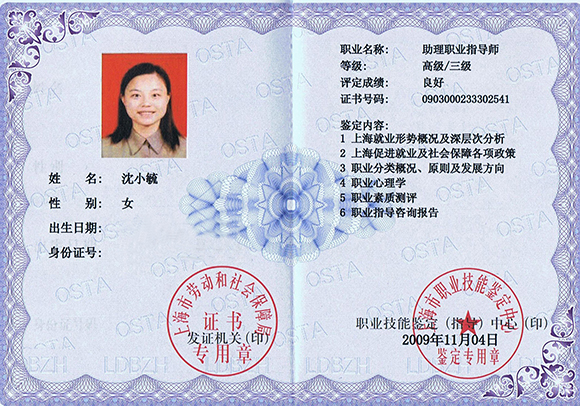 姓 名: 沈小毓
性 别: 女
出生日期:
身份证号:
上海市劳动和社会保障局
证书
发证机关(印)
专用章
职业名称: 助理职业指导师
等级: 高级/三级
评定成绩: 良好
证书号码: 0903000233302541
鉴定内容:
1 上海就业形势概况及深层次分析
2 上海促进就业及社会保障各项政策
3 职业分类概况、原则及发展方向
4 职业心理学
5 职业素质测评
6 职业指导咨询报告
上海市职业技能鉴定中心
职业技能鉴定(指导)中心(印)
2009年11月04日
鉴定专用章
OSTA
LDBZH